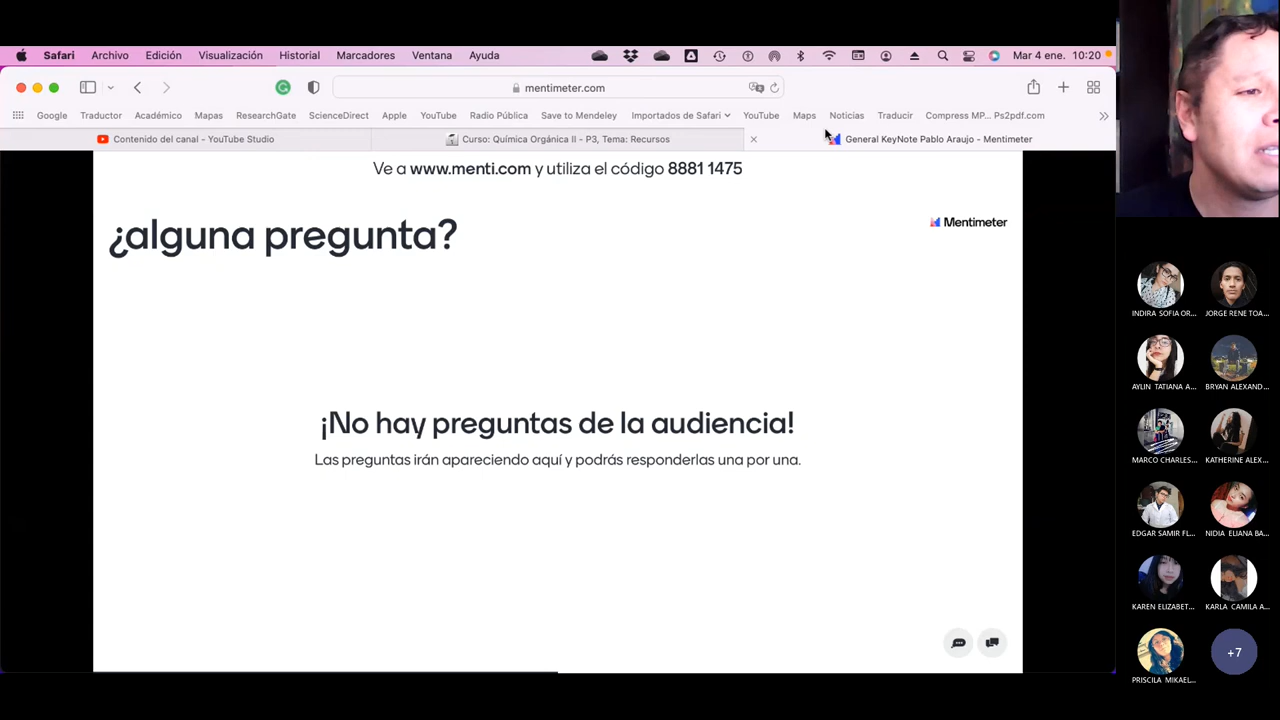 Safari Archivo Edición Visualización Historial Marcadores Ventana Ayuda Mar 4 ene. 10:20
mentimeter.com
Google Traductor Académico Mapas ResearchGate ScienceDirect Apple YouTube Radio Pública Save to Mendeley Importados de Safari YouTube Maps Noticias Traducir Compress MP... Ps2pdf.com
Contenido del canal - YouTube Studio Curso: Química Orgánica II - P3, Tema: Recursos General KeyNote Pablo Araujo - Mentimeter
Ve a www.menti.com y utiliza el código 8881 1475
¿alguna pregunta?
Mentimeter
¡No hay preguntas de la audiencia!
Las preguntas irán apareciendo aquí y podrás responderlas una por una.
INDIRA SOFIA OR... JORGE RENE TOA...
AYLIN TATIANA A... BRYAN ALEXAND...
MARCO CHARLES... KATHERINE ALEX...
EDGAR SAMIR FL... NIDIA ELIANA BA...
KAREN ELIZABET... KARLA CAMILA A...
PRISCILA MIKAEL... +7